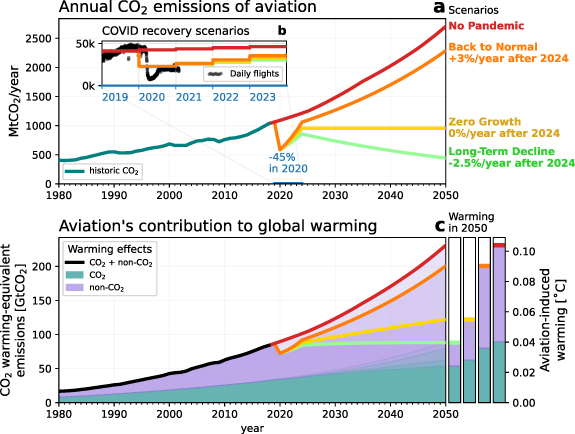 Annual CO₂ emissions of aviation
a
Scenarios
No Pandemic
Back to Normal
+3%/year after 2024
Zero Growth
0%/year after 2024
Long-Term Decline
-2.5%/year after 2024
MtCO₂/year
2500
2000
1500
1000
500
0
COVID recovery scenarios
b
50k
0k
Daily flights
2019
2020
2021
2022
2023
-45%
in 2020
historic CO₂
1980
1990
2000
2010
2020
2030
2040
2050
Aviation's contribution to global warming
c
Warming
in 2050
CO₂ warming-equivalent
emissions [GtCO₂]
200
150
100
50
0
Warming effects
CO₂ + non-CO₂
CO₂
non-CO₂
0.10
0.08
0.06
0.04
0.02
0.00
Aviation-induced
warming [°C]
1980
1990
2000
2010
2020
2030
2040
2050
year